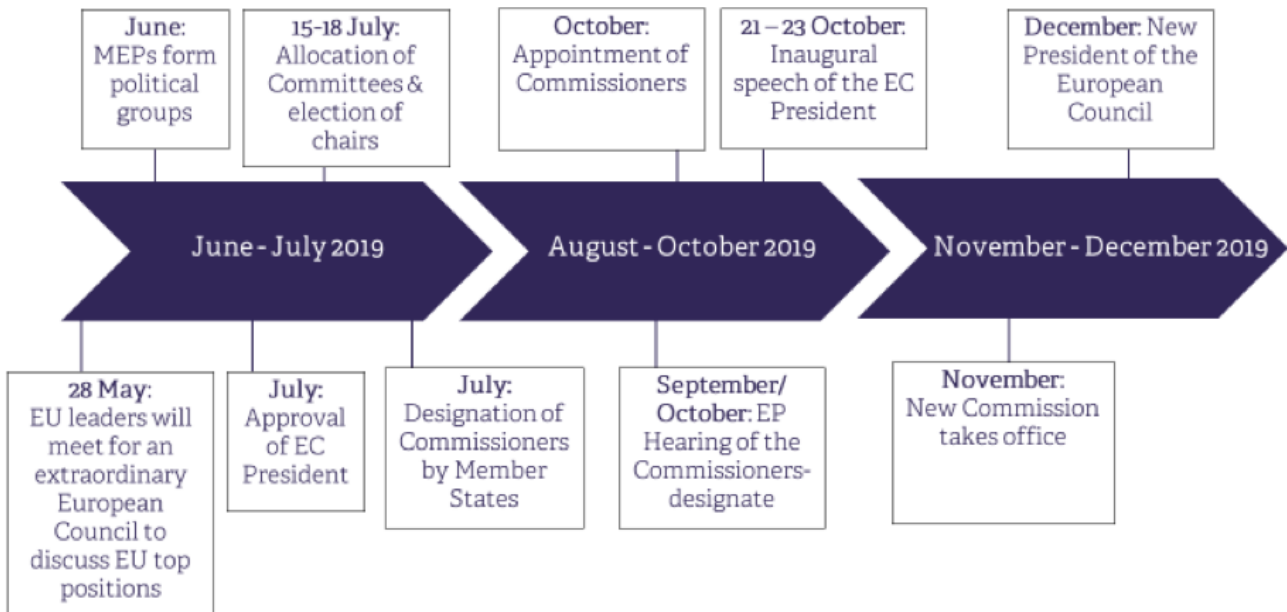 June:
MEPs form
political
groups
15-18 July:
Allocation of
Committees &
election of
chairs
October:
Appointment of
Commissioners
21 – 23 October:
Inaugural
speech of the EC
President
December: New
President of the
European
Council
June - July 2019
August - October 2019
November - December 2019
28 May:
EU leaders will
meet for an
extraordinary
European
Council to
discuss EU top
positions
July:
Approval
of EC
President
July:
Designation of
Commissioners
by Member
States
September/
October: EP
Hearing of the
Commissioners-
designate
November:
New Commission
takes office